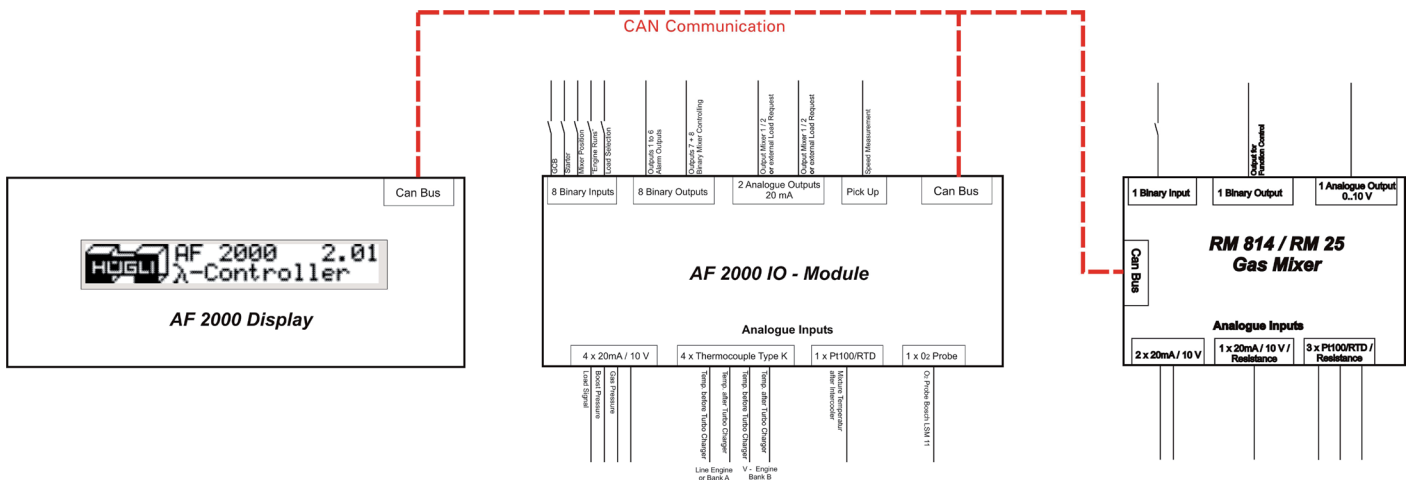 CAN Communication
Can Bus
HÜGLI
AF 2000 2.01
λ-Controller
AF 2000 Display
GCB
Starter
Mixer Position
'Engine Runs'
Load Selection
Outputs 1 to 6
Alarm Outputs
Outputs 7 + 8
Binary Mixer Controlling
Output Mixer 1 / 2
or external Load Request
Output Mixer 1 / 2
or external Load Request
Speed Measurement
8 Binary Inputs
8 Binary Outputs
2 Analogue Outputs
20 mA
Pick Up
Can Bus
AF 2000 IO - Module
Analogue Inputs
4 x 20mA / 10 V
4 x Thermocouple Type K
1 x Pt100/RTD
1 x 02 Probe
Load Signal
Boost Pressure
Gas Pressure
Temp. before Turbo Charger
Temp. after Turbo Charger
Temp. before Turbo Charger
Temp. after Turbo Charger
Mixture Temperatur
after Intercooler
O2 Probe Bosch LSM 11
Line Engine
or Bank A
V - Engine
Bank B
Output for
Function Control
1 Binary Input
1 Binary Output
1 Analogue Output
0..10 V
Can Bus
RM 814 / RM 25
Gas Mixer
Analogue Inputs
2 x 20mA / 10 V
1 x 20mA / 10 V /
Resistance
3 x Pt100/RTD /
Resistance